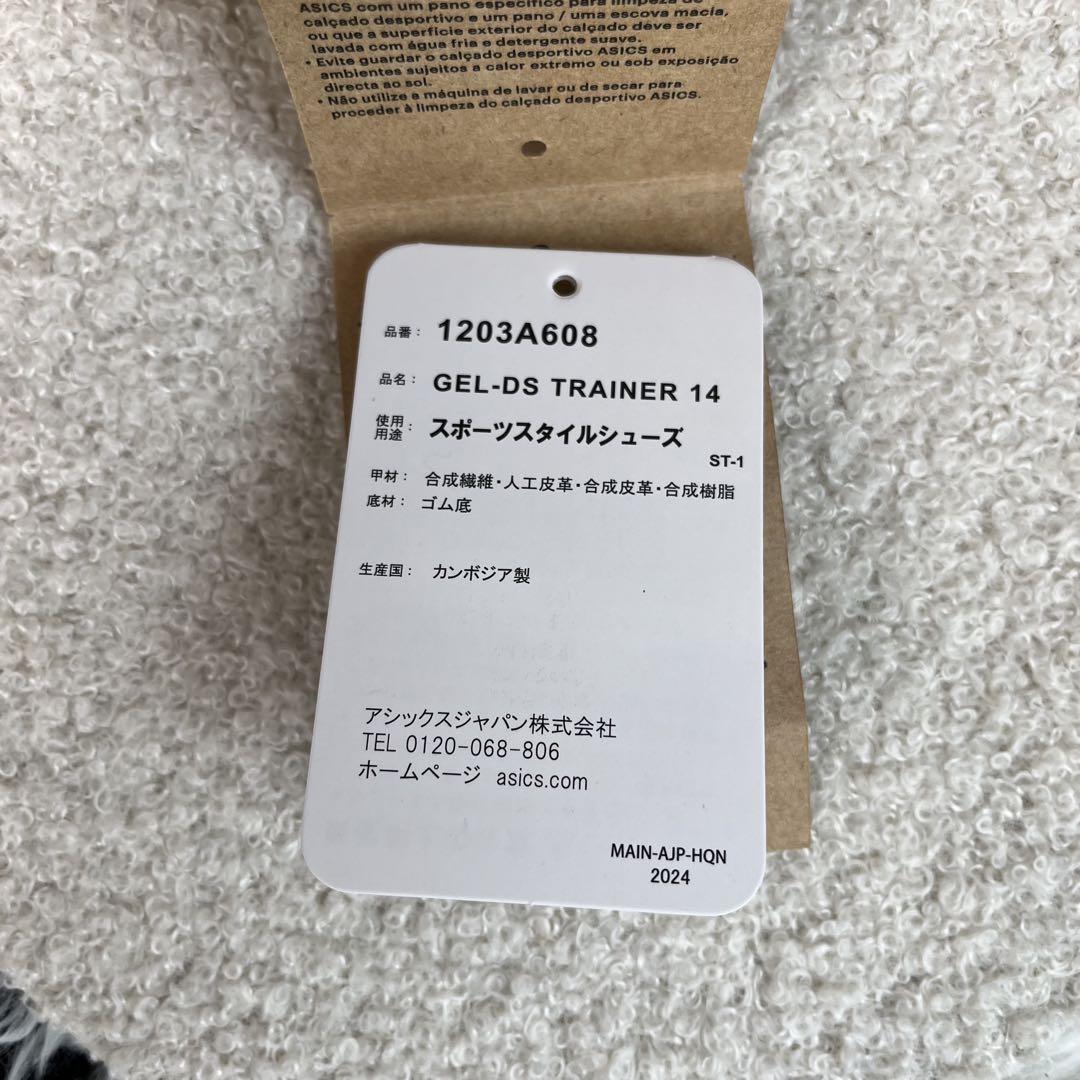 ASICS com um pano específico para limpeza de
calçado desportivo e um pano / uma escova macia,
ou que a superfície exterior do calçado deve ser
lavada com água fria e detergente suave.
• Evite guardar o calçado desportivo ASICS em
ambientes sujeitos a calor extremo ou sob exposição
directa ao sol.
• Não utilize a máquina de lavar ou de secar para
proceder à limpeza do calçado desportivo ASICS.
品番： 1203A608
品名： GEL-DS TRAINER 14
使用用途： スポーツスタイルシューズ
ST-1
甲材： 合成繊維・人工皮革・合成皮革・合成樹脂
底材： ゴム底
生産国： カンボジア製
アシックスジャパン株式会社
TEL 0120-068-806
ホームページ asics.com
MAIN-AJP-HQN
2024